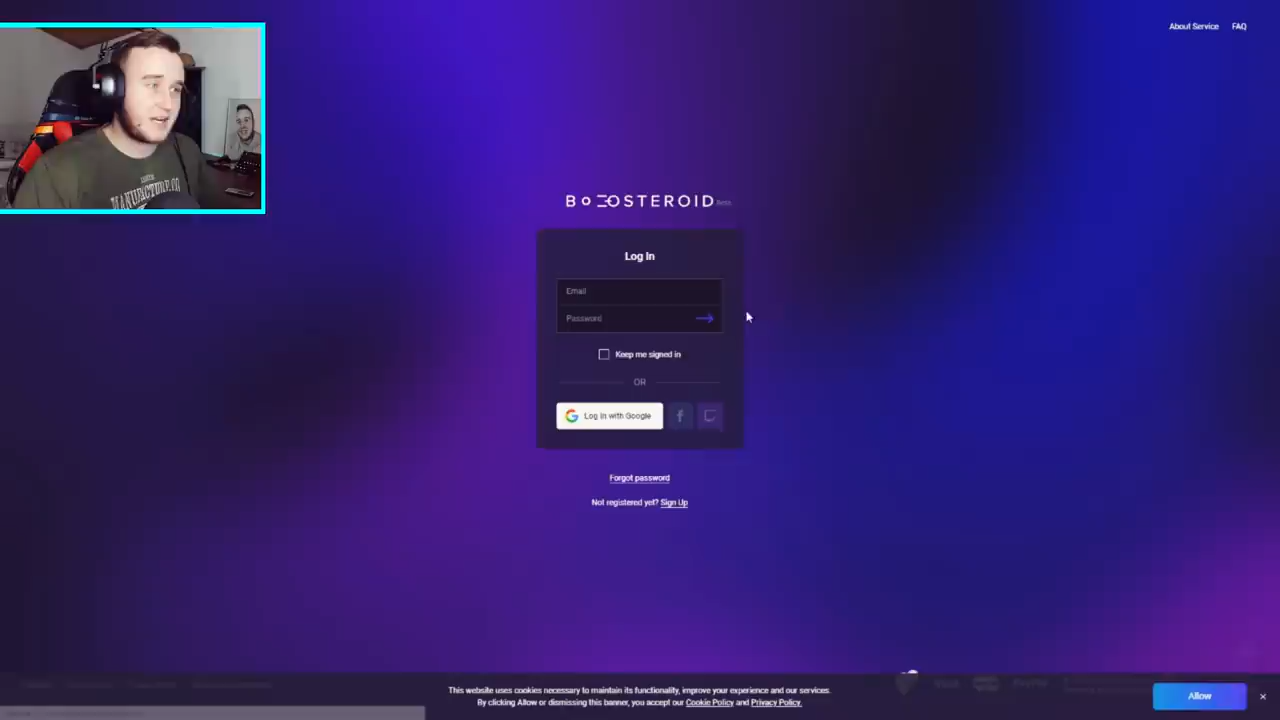 About Service FAQ
BOOSTEROID Beta
Log In
Email
Password
Keep me signed in
OR
Log In with Google
Forgot password
Not registered yet? Sign Up
This website uses cookies necessary to maintain its functionality, improve your experience and our services.
By clicking Allow or dismissing this banner, you accept our Cookie Policy and Privacy Policy.
Allow